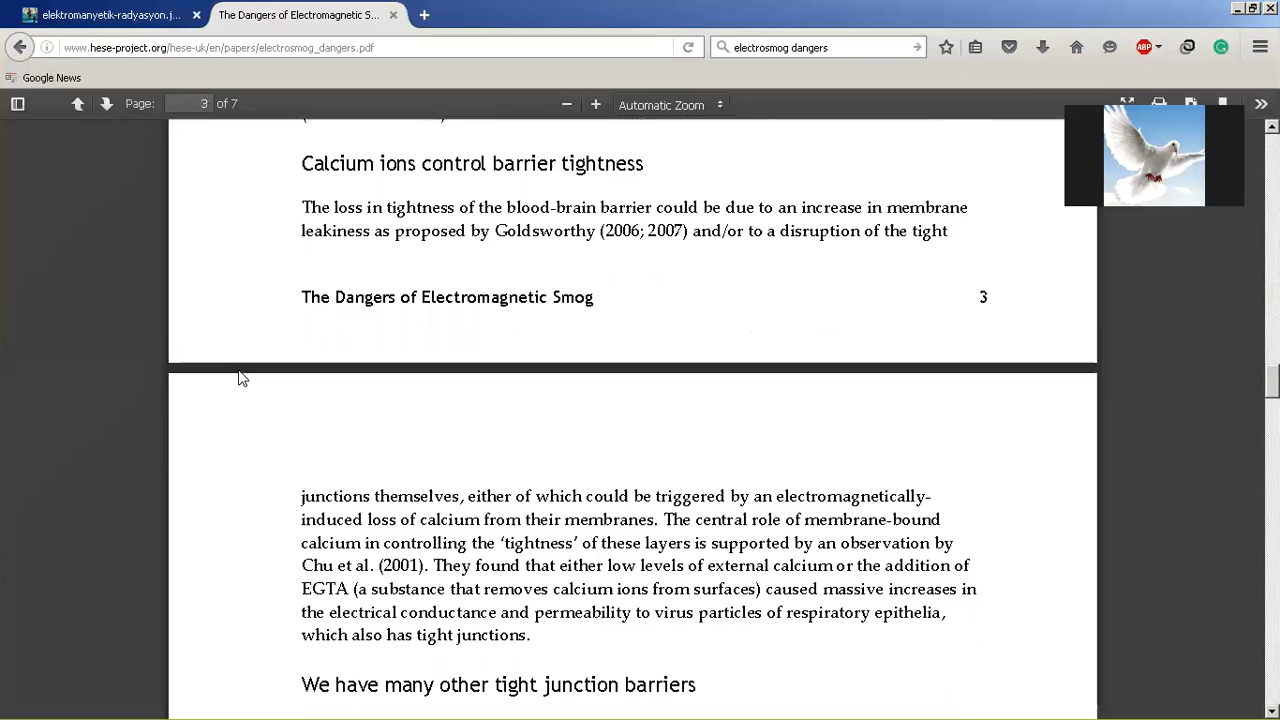 elektromanyetik-radyasyon.j...
The Dangers of Electromagnetic S...
www.hese-project.org/hese-uk/en/papers/electrosmog_dangers.pdf
electrosmog dangers
ABP
Google News
Page: 3 of 7
Automatic Zoom
Calcium ions control barrier tightness
The loss in tightness of the blood-brain barrier could be due to an increase in membrane
leakiness as proposed by Goldsworthy (2006; 2007) and/or to a disruption of the tight
The Dangers of Electromagnetic Smog 3
junctions themselves, either of which could be triggered by an electromagnetically-
induced loss of calcium from their membranes. The central role of membrane-bound
calcium in controlling the ‘tightness’ of these layers is supported by an observation by
Chu et al. (2001). They found that either low levels of external calcium or the addition of
EGTA (a substance that removes calcium ions from surfaces) caused massive increases in
the electrical conductance and permeability to virus particles of respiratory epithelia,
which also has tight junctions.
We have many other tight junction barriers